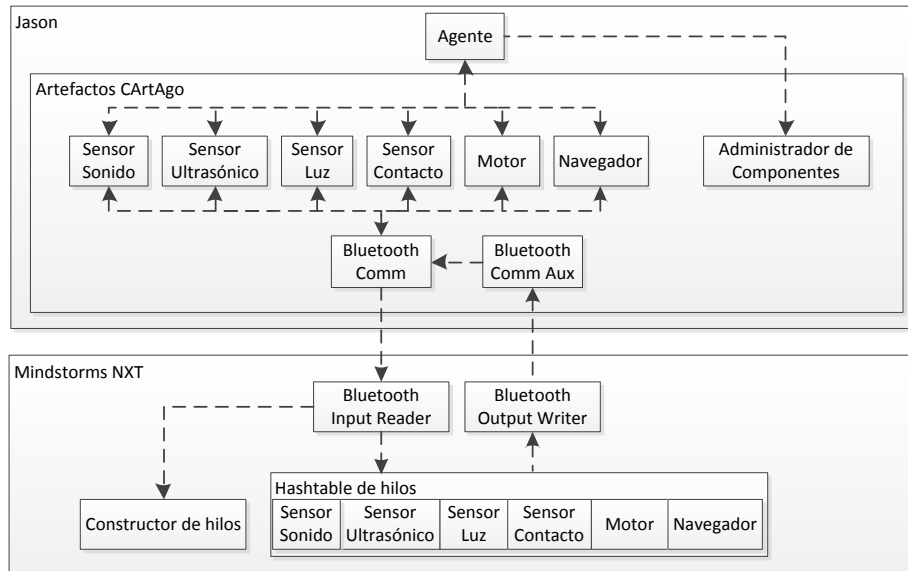 Jason
Agente
Artefactos CArtAgo
Sensor
Sonido
Sensor
Ultrasónico
Sensor
Luz
Sensor
Contacto
Motor
Navegador
Administrador de
Componentes
Bluetooth
Comm
Bluetooth
Comm Aux
Mindstorms NXT
Bluetooth
Input Reader
Bluetooth
Output Writer
Constructor de hilos
Hashtable de hilos
Sensor
Sonido
Sensor
Ultrasónico
Sensor
Luz
Sensor
Contacto
Motor
Navegador